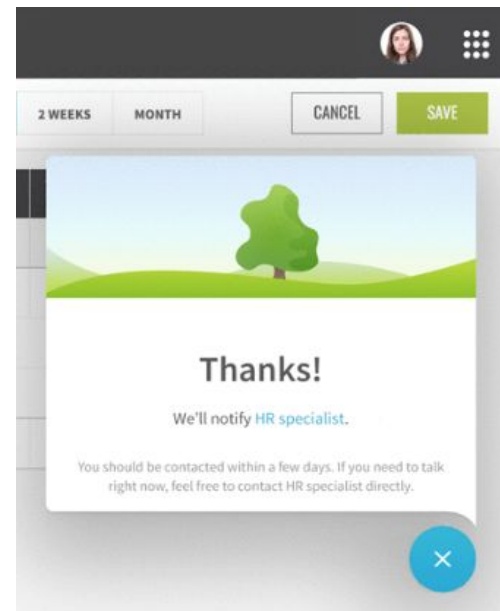 2 WEEKS MONTH CANCEL SAVE
Thanks!
We'll notify HR specialist.
You should be contacted within a few days. If you need to talk
right now, feel free to contact HR specialist directly.